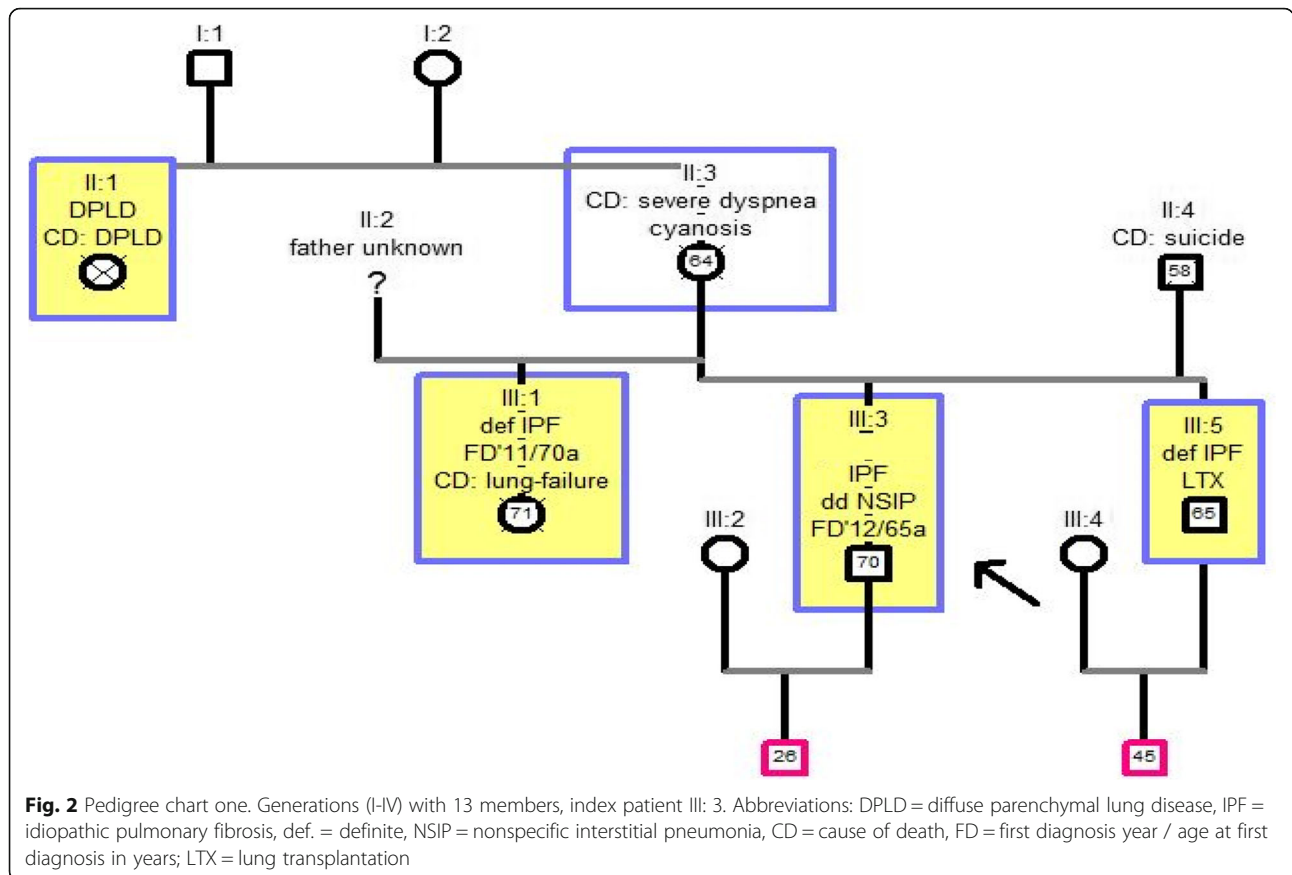 I:1
I:2
II:1
DPLD
CD: DPLD
II:2
father unknown
?
II:3
CD: severe dyspnea
cyanosis
64
II:4
CD: suicide
58
III:1
def IPF
FD'11/70a
CD: lung-failure
71
III:2
III:3
IPF
dd NSIP
FD'12/65a
70
III:4
III:5
def IPF
LTX
65
26
45
Fig. 2 Pedigree chart one. Generations (I-IV) with 13 members, index patient III: 3. Abbreviations: DPLD = diffuse parenchymal lung disease, IPF =
idiopathic pulmonary fibrosis, def. = definite, NSIP = nonspecific interstitial pneumonia, CD = cause of death, FD = first diagnosis year / age at first
diagnosis in years; LTX = lung transplantation